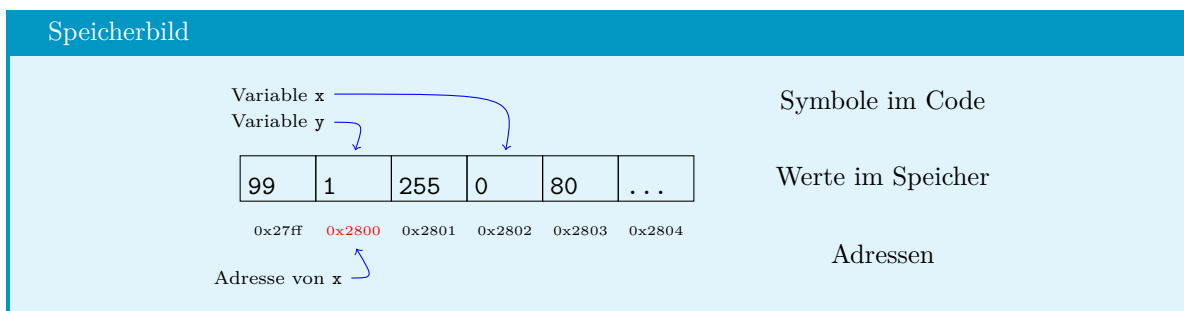 Speicherbild
Variable x
Variable y
Symbole im Code
99 1 255 0 80 ...
Werte im Speicher
0x27ff 0x2800 0x2801 0x2802 0x2803 0x2804
Adressen
Adresse von x